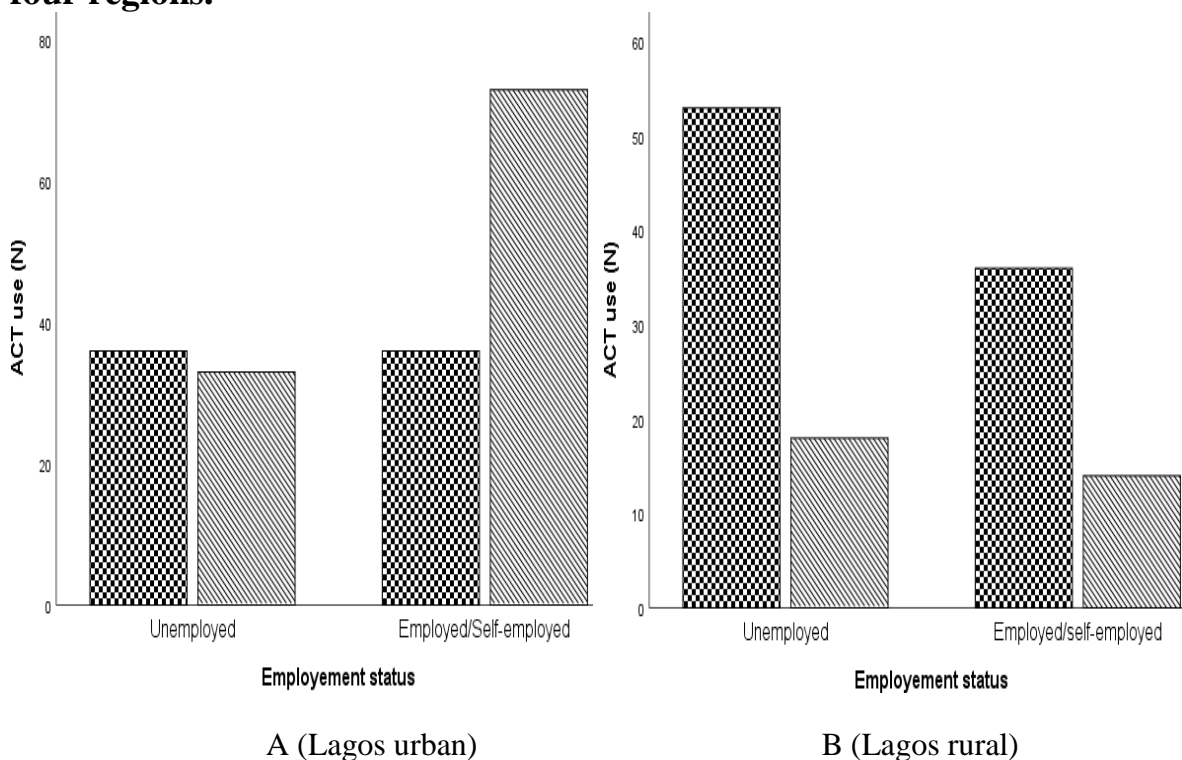 four regions.
80
60
40
20
0
ACT use (N)
Unemployed
Employed/Self-employed
Employement status
A (Lagos urban)
60
50
40
30
20
10
0
ACT use (N)
Unemployed
Employed/self-employed
Employement status
B (Lagos rural)